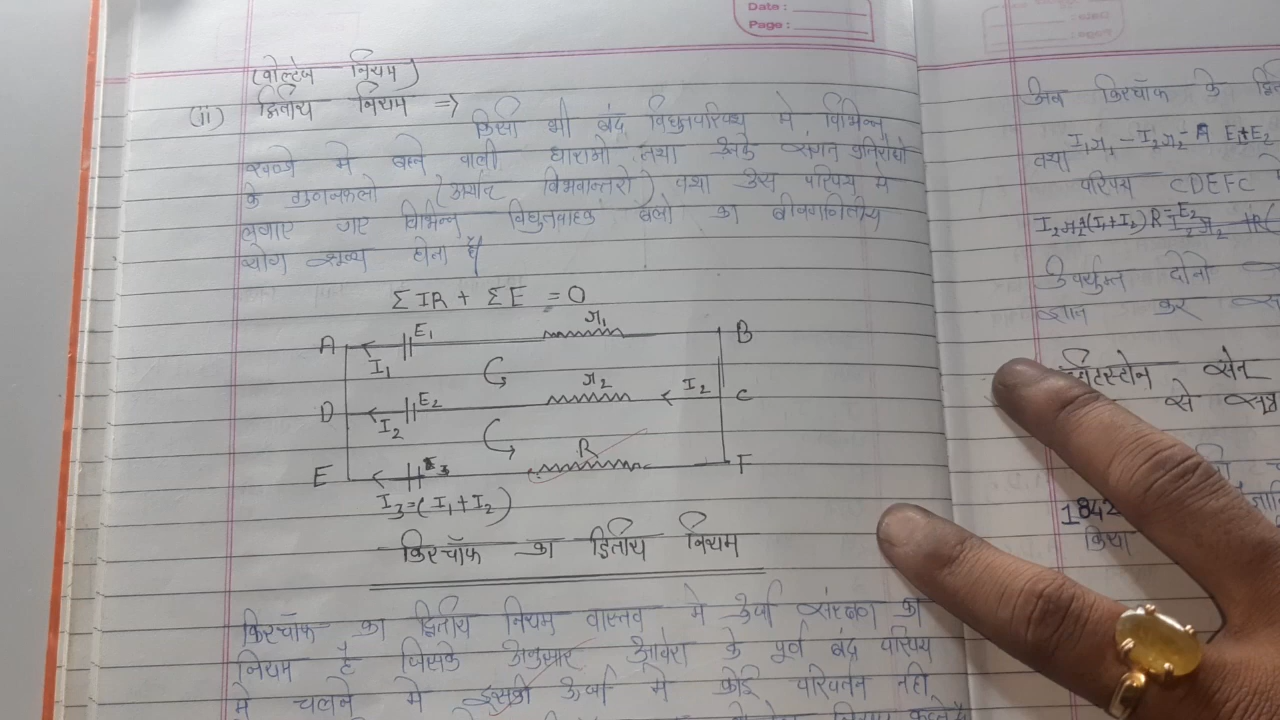 Date :
Page :
(वोल्टेज नियम)
(ii) द्वितीय नियम =>
किसी भी बंद विधुतपरिपथ मे विभिन्न
खण्डो मे बहने वाली धाराओ तथा उनके संगत प्रतिरोधो
के गुणनफलो (अर्थात विभवान्तरो) तथा उस परिपथ मे
लगाए गए विभिन्न विधुतवाहक बलो का बीजगणितीय
योग शून्य होता है
Σ IR + Σ E = 0
A E₁ r₁ B
I₁
D E₂ r₂ I₂ C
I₂
E R F
I₃=(I₁+I₂)
किरचॉफ का द्वितीय नियम
किरचॉफ का द्वितीय नियम वास्तव मे ऊर्जा संरक्षण का
नियम है जिसके अनुसार आवेश के पूर्ण बंद परिपथ
मे चलने मे इसकी ऊर्जा मे कोई परिवर्तन नही
अब किरचॉफ के
I₁r₁ - I₂r₂ =
तथा
परिपथ CDEFC
उपर्युक्त दोनो
ज्ञात कर
व्हीटस्टोन सेतु
से
1842
किया